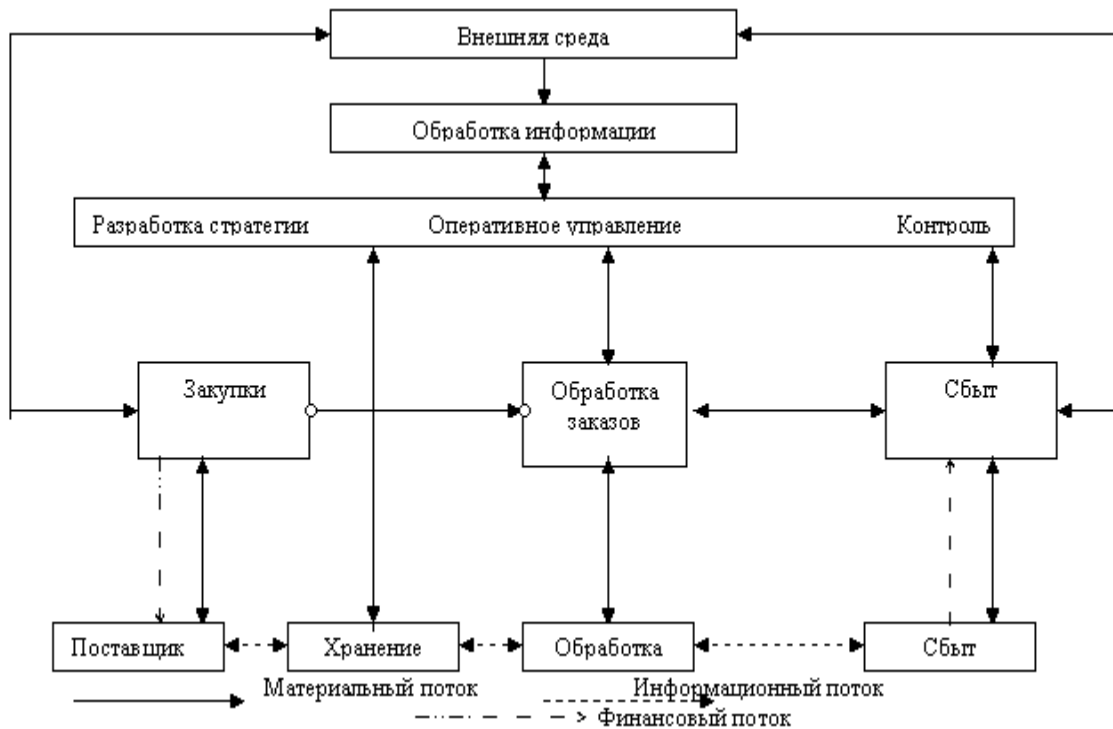 Внешняя среда
Обработка информации
Разработка стратегии Оперативное управление Контроль
Закупки
Обработка
заказов
Сбыт
Поставщик
Хранение
Обработка
Сбыт
Материальный поток
Информационный поток
Финансовый поток